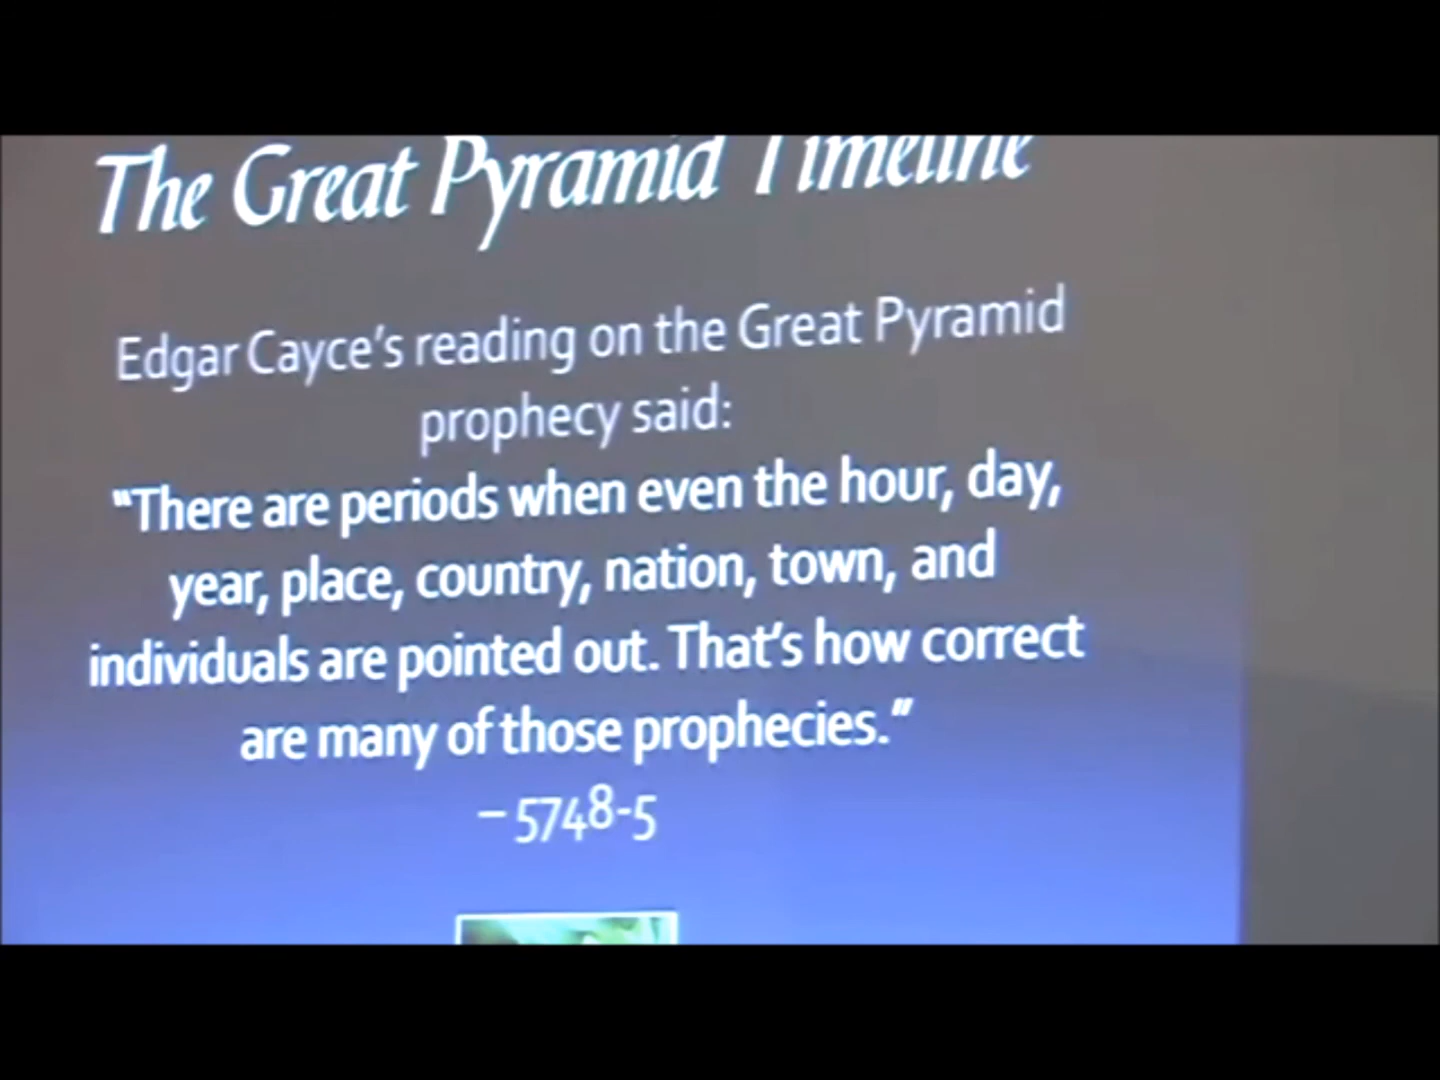 The Great Pyramid Timeline
Edgar Cayce's reading on the Great Pyramid
prophecy said:
"There are periods when even the hour, day,
year, place, country, nation, town, and
individuals are pointed out. That's how correct
are many of those prophecies."
– 5748-5